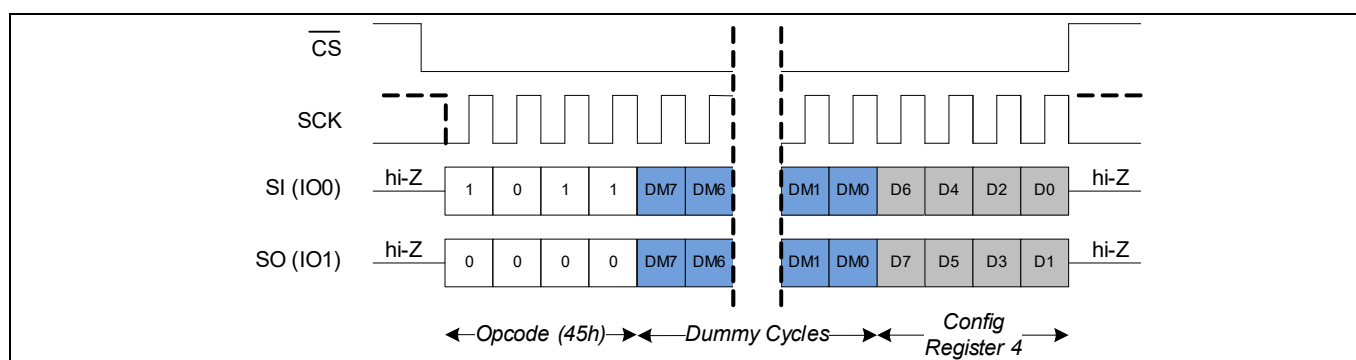 CS
SCK
hi-Z 1 0 1 1 DM7 DM6 DM1 DM0 D6 D4 D2 D0 hi-Z
SI (IO0)
hi-Z 0 0 0 0 DM7 DM6 DM1 DM0 D7 D5 D3 D1 hi-Z
SO (IO1)
Opcode (45h) Dummy Cycles Config
Register 4